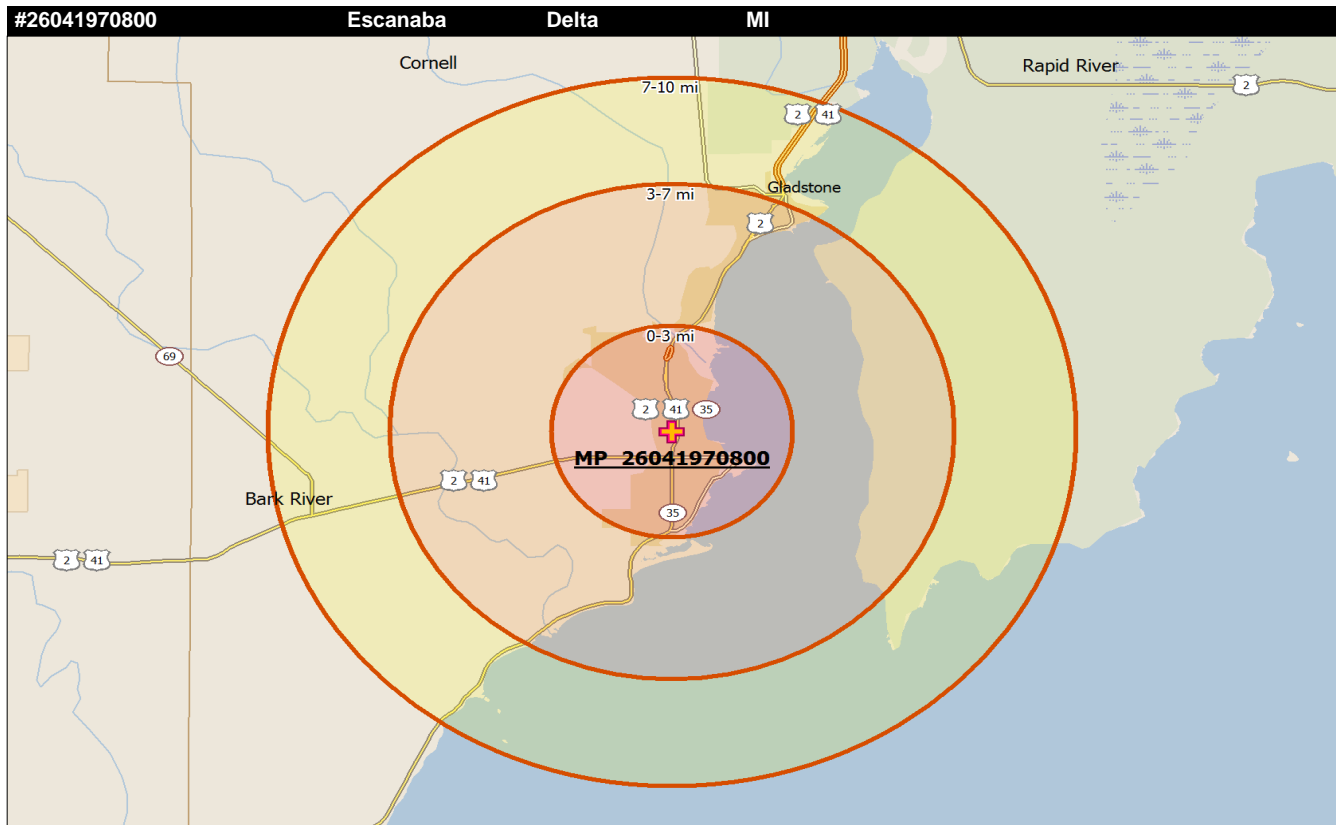 #26041970800 Escanaba Delta MI
Cornell
Rapid River
7-10 mi
2
2 41
3-7 mi
Gladstone
2
0-3 mi
69
2 41 35
MP 26041970800
2 41
Bark River
35
2 41